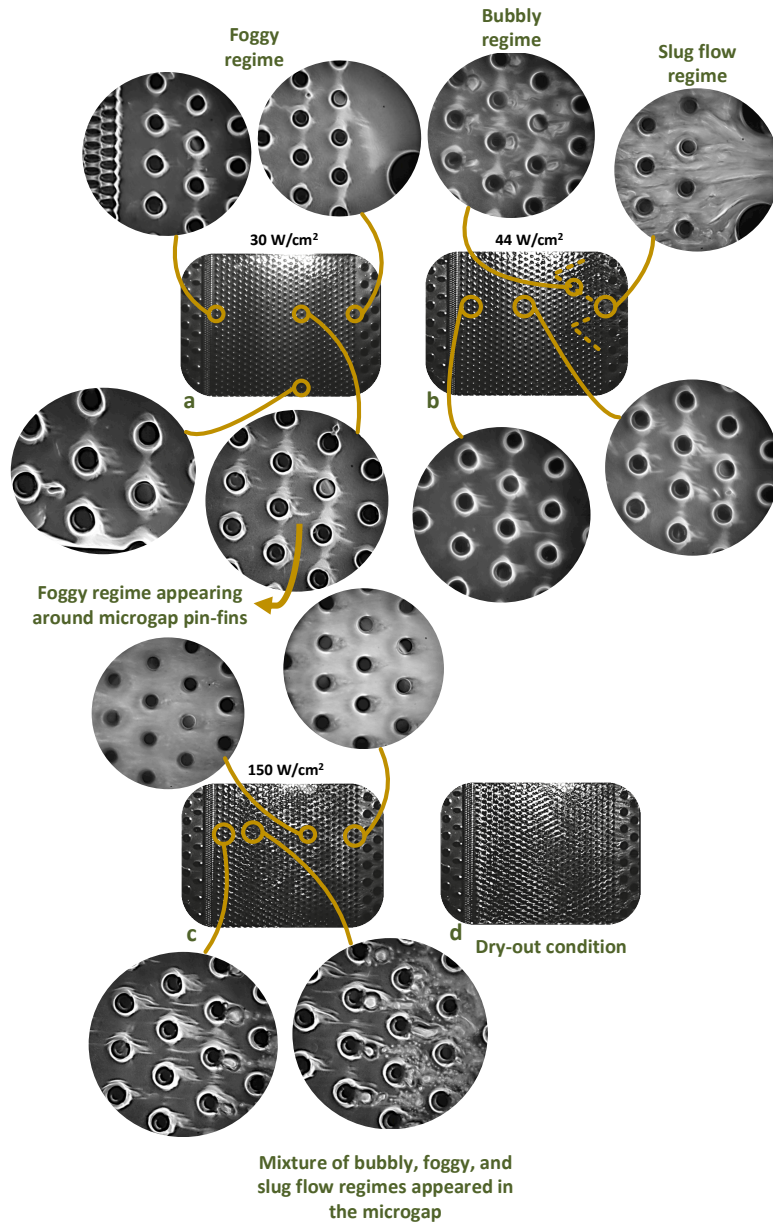 Foggy
regime
Bubbly
regime
Slug flow
regime
30 W/cm²
44 W/cm²
a
b
Foggy regime appearing
around microgap pin-fins
150 W/cm²
c
d
Dry-out condition
Mixture of bubbly, foggy, and
slug flow regimes appeared in
the microgap